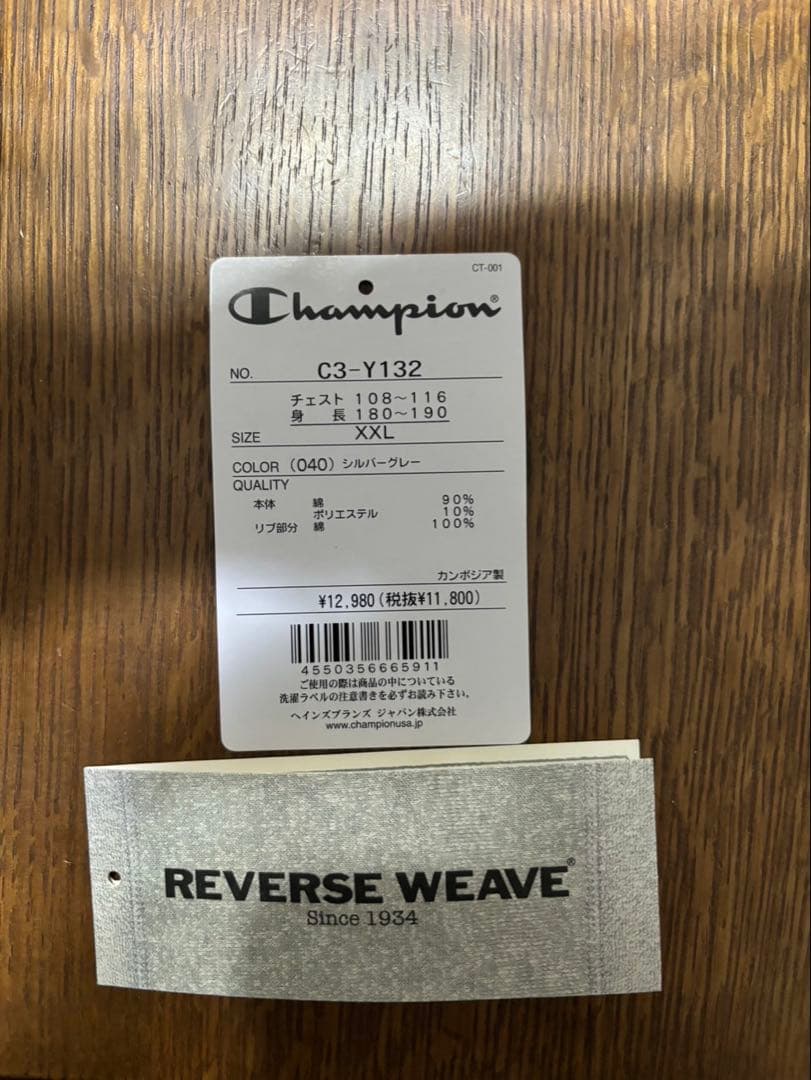 CT-001
Champion®
NO. C3-Y132
チェスト 108～116
身 長 180～190
SIZE XXL
COLOR (040) シルバーグレー
QUALITY
本体 綿 90%
ポリエステル 10%
リブ部分 綿 100%
カンボジア製
¥12,980(税抜¥11,800)
4550356665911
ご使用の際は商品の中についている
洗濯ラベルの注意書きを必ずお読み下さい。
ヘインズブランズ ジャパン株式会社
www.championusa.jp
REVERSE WEAVE®
Since 1934